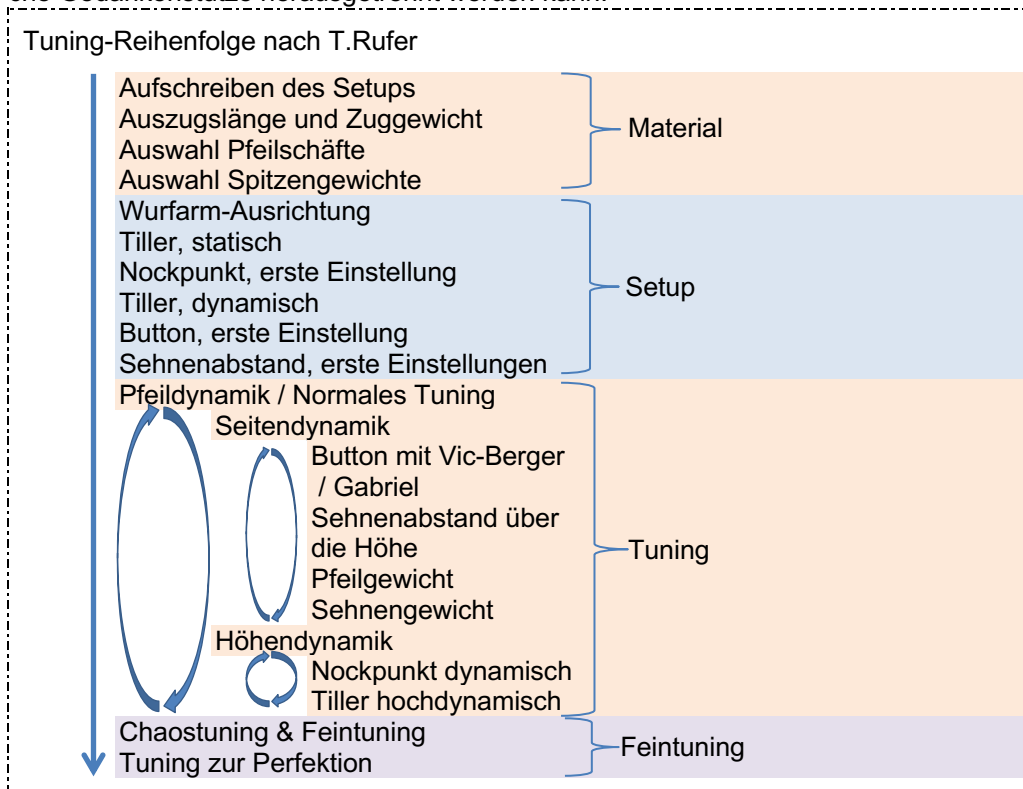 Tuning-Reihenfolge nach T.Rufer
Aufschreiben des Setups
Auszugslänge und Zuggewicht
Auswahl Pfeilschäfte
Auswahl Spitzengewichte
Material
Wurfarm-Ausrichtung
Tiller, statisch
Nockpunkt, erste Einstellung
Tiller, dynamisch
Button, erste Einstellung
Sehnenabstand, erste Einstellungen
Setup
Pfeildynamik / Normales Tuning
Seitendynamik
Button mit Vic-Berger
/ Gabriel
Sehnenabstand über
die Höhe
Pfeilgewicht
Sehnengewicht
Höhendynamik
Nockpunkt dynamisch
Tiller hochdynamisch
Tuning
Chaostuning & Feintuning
Tuning zur Perfektion
Feintuning